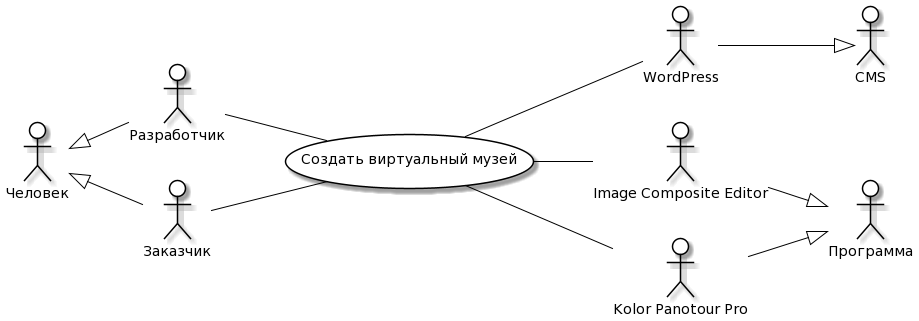 WordPress
CMS
Разработчик
Создать виртуальный музей
Человек
Image Composite Editor
Заказчик
Программа
Kolor Panotour Pro